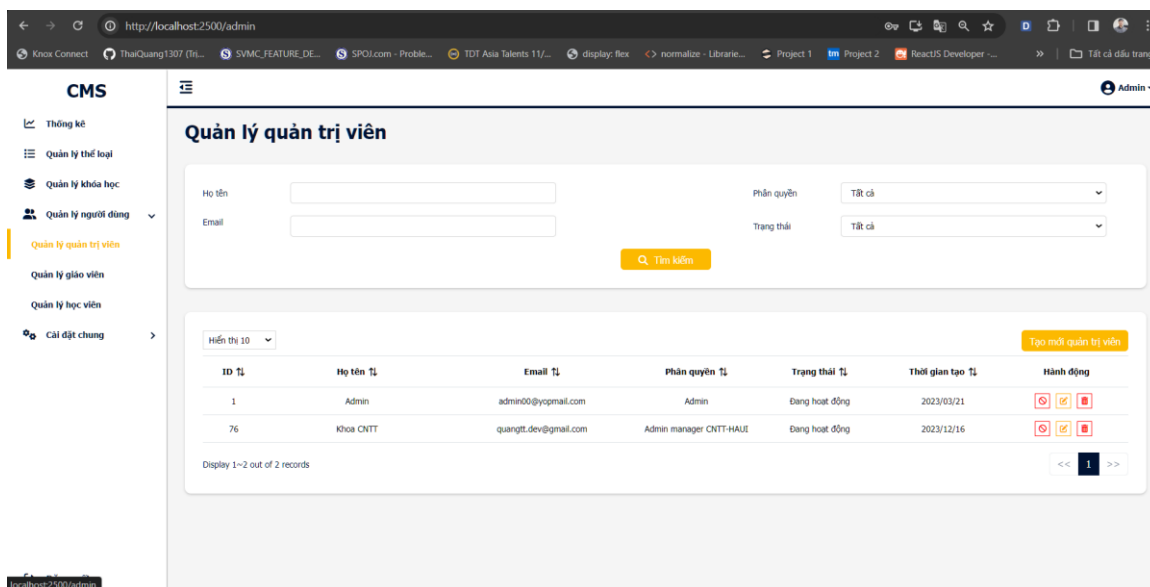 http://localhost:2500/admin
Knox Connect ThaiQuang1307 (Trị... SVMC_FEATURE_DE... SPOJ.com - Proble... TDT Asia Talents 11/... display: flex normalize - Librarie... Project 1 tm Project 2 ReactJS Developer -... » Tất cả dấu trang
CMS
Admin
Thống kê
Quản lý thể loại
Quản lý khóa học
Quản lý người dùng
Quản lý quản trị viên
Quản lý giáo viên
Quản lý học viên
Cài đặt chung
Quản lý quản trị viên
Họ tên
Phân quyền Tất cả
Email
Trạng thái Tất cả
Tìm kiếm
Hiển thị 10
Tạo mới quản trị viên
ID Họ tên Email Phân quyền Trạng thái Thời gian tạo Hành động
1 Admin admin00@yopmail.com Admin Đang hoạt động 2023/03/21
76 Khoa CNTT quangtt.dev@gmail.com Admin manager CNTT-HAUI Đang hoạt động 2023/12/16
Display 1~2 out of 2 records
<< 1 >>
localhost:2500/admin